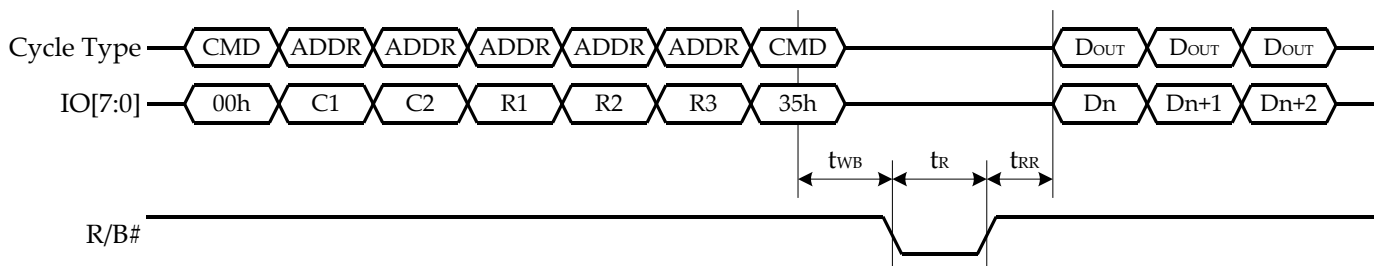 Cycle Type CMD ADDR ADDR ADDR ADDR ADDR CMD DOUT DOUT DOUT
IO[7:0] 00h C1 C2 R1 R2 R3 35h Dn Dn+1 Dn+2
tWB tR tRR
R/B#